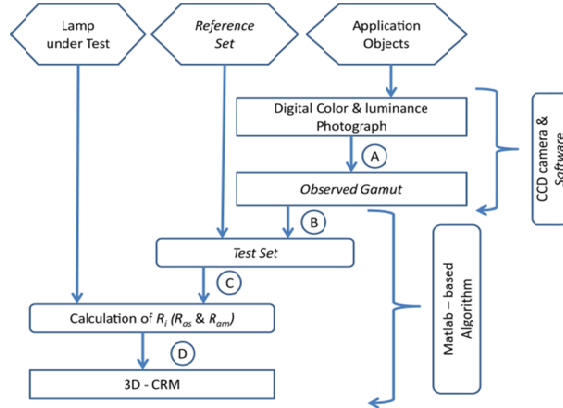 Lamp
under Test
Reference
Set
Application
Objects
Digital Color & luminance
Photograph
A
Observed Gamut
B
Test Set
C
Calculation of Ri (Ras & Ram)
D
3D - CRM
CCD camera &
Software
Matlab – based
Algorithm